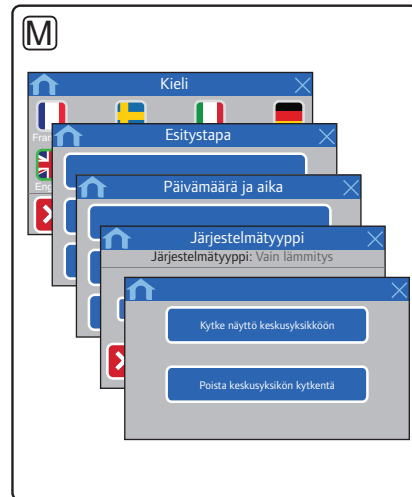 M
Kieli
Fran
Eng
Esitystapa
Päivämäärä ja aika
Järjestelmätyyppi
Järjestelmätyyppi: Vain lämmitys
Kytke näyttö keskusyksikköön
Poista keskusyksikön kytkentä